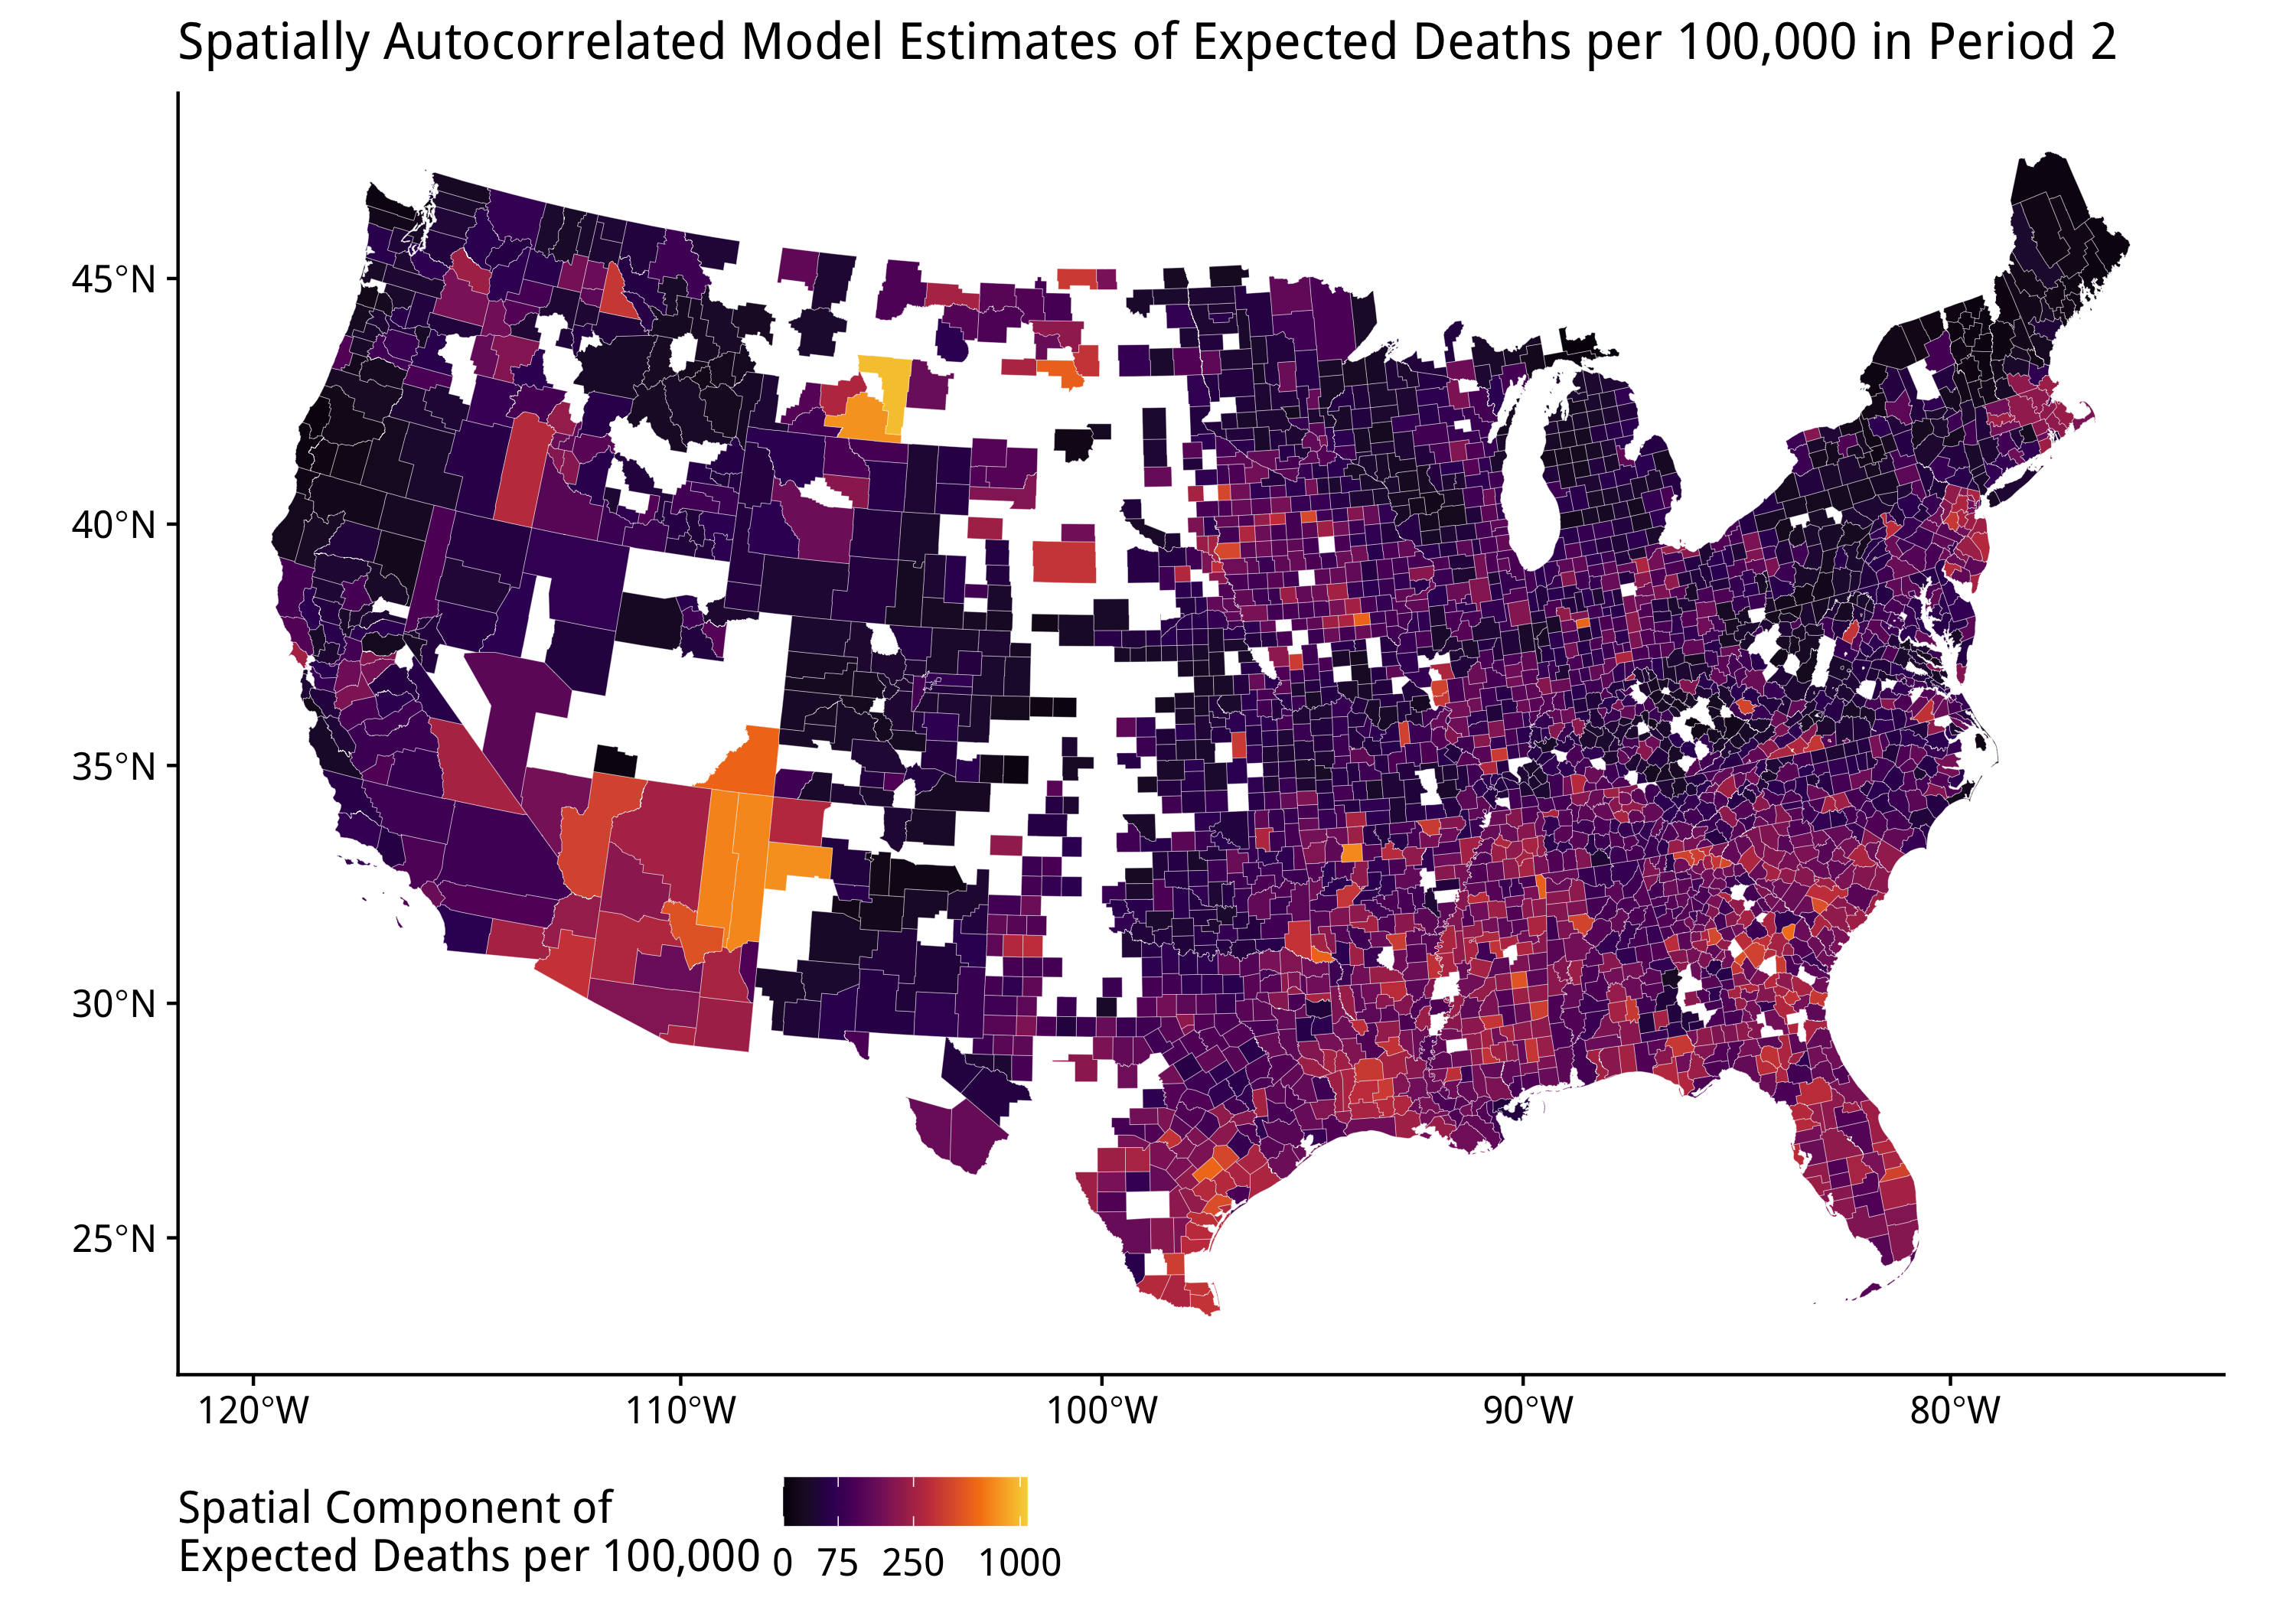 Spatially Autocorrelated Model Estimates of Expected Deaths per 100,000 in Period 2
45°N
40°N
35°N
30°N
25°N
120°W 110°W 100°W 90°W 80°W
Spatial Component of
Expected Deaths per 100,000
0 75 250 1000